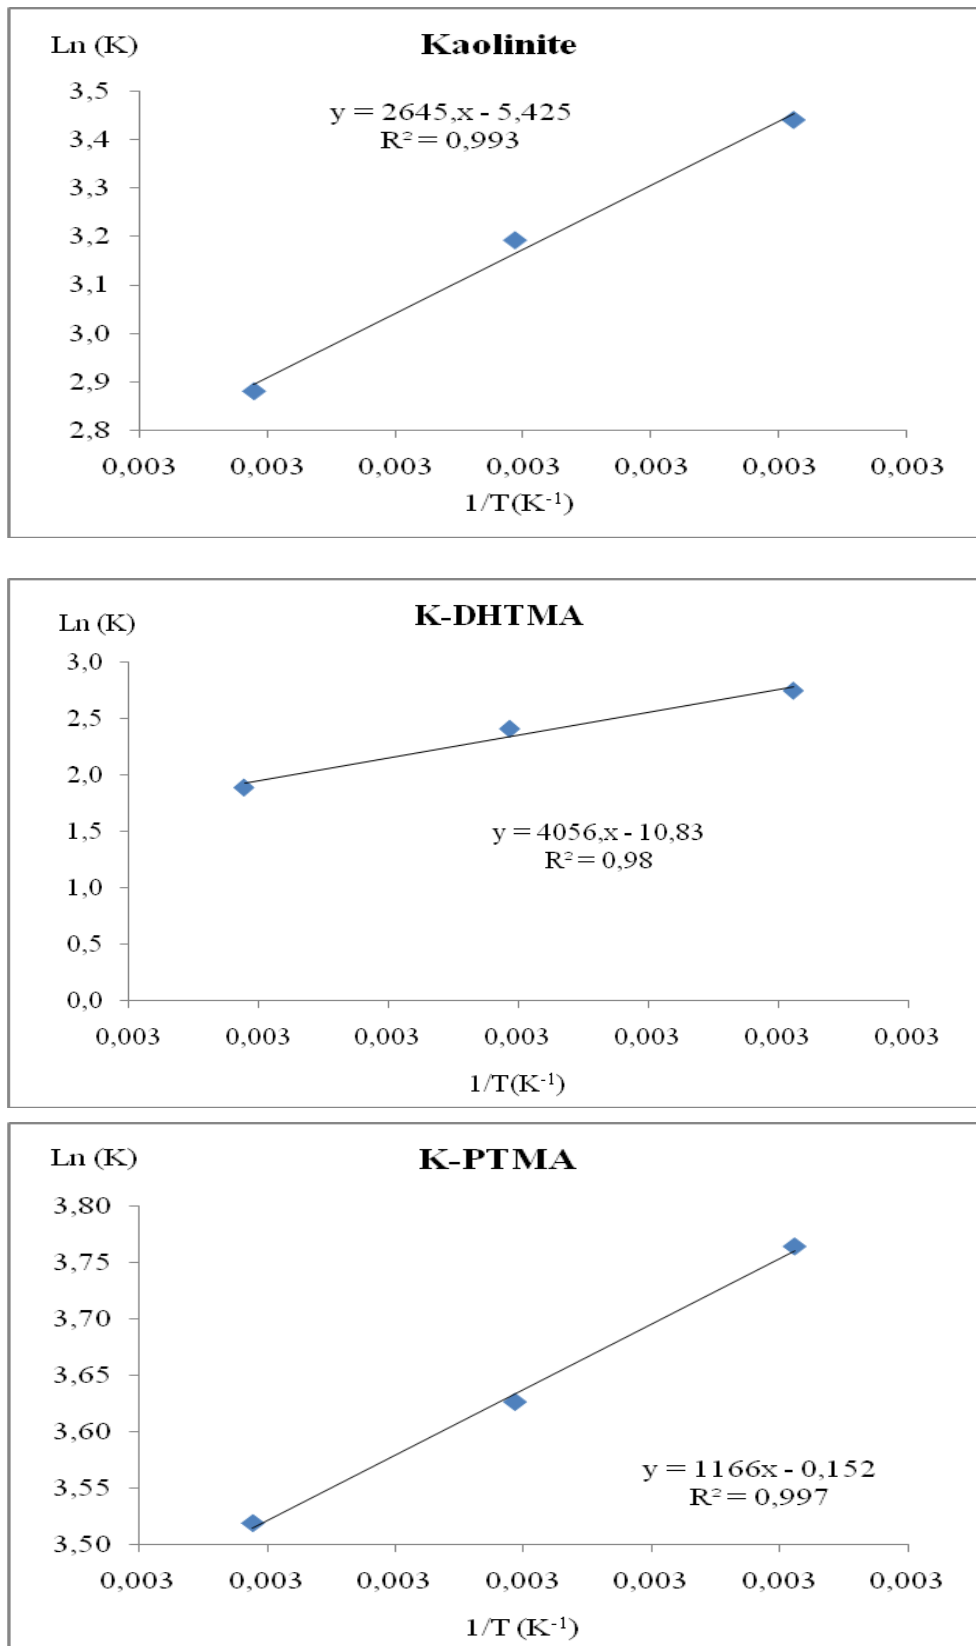 Kaolinite
Ln (K)
y = 2645,x - 5,425
R² = 0,993
3,5
3,4
3,3
3,2
3,1
3,0
2,9
2,8
0,003 0,003 0,003 0,003 0,003 0,003 0,003
1/T(K⁻¹)
K-DHTMA
Ln (K)
3,0
2,5
2,0
1,5
1,0
0,5
0,0
y = 4056,x - 10,83
R² = 0,98
0,003 0,003 0,003 0,003 0,003 0,003 0,003
1/T(K⁻¹)
K-PTMA
Ln (K)
3,80
3,75
3,70
3,65
3,60
3,55
3,50
y = 1166x - 0,152
R² = 0,997
0,003 0,003 0,003 0,003 0,003 0,003 0,003
1/T (K⁻¹)